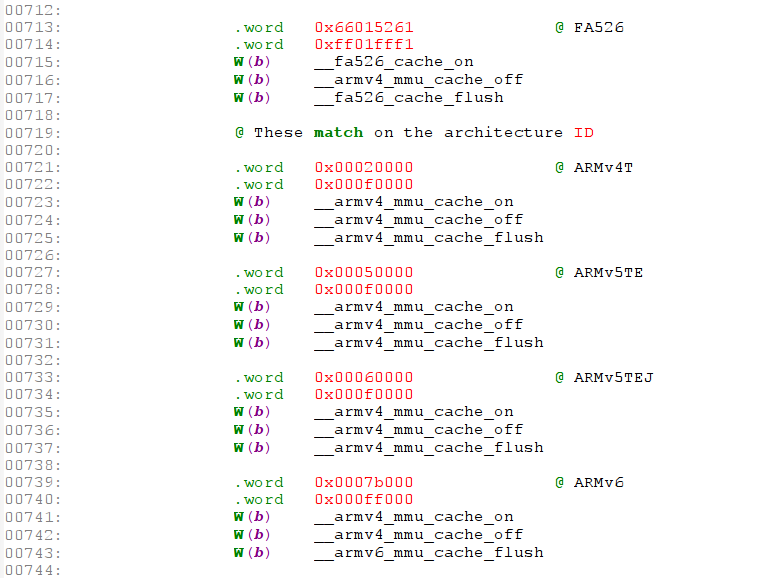 00712:
00713: .word 0x66015261 @ FA526
00714: .word 0xff01fff1
00715: W(b) __fa526_cache_on
00716: W(b) __armv4_mmu_cache_off
00717: W(b) __fa526_cache_flush
00718:
00719: @ These match on the architecture ID
00720:
00721: .word 0x00020000 @ ARMv4T
00722: .word 0x000f0000
00723: W(b) __armv4_mmu_cache_on
00724: W(b) __armv4_mmu_cache_off
00725: W(b) __armv4_mmu_cache_flush
00726:
00727: .word 0x00050000 @ ARMv5TE
00728: .word 0x000f0000
00729: W(b) __armv4_mmu_cache_on
00730: W(b) __armv4_mmu_cache_off
00731: W(b) __armv4_mmu_cache_flush
00732:
00733: .word 0x00060000 @ ARMv5TEJ
00734: .word 0x000f0000
00735: W(b) __armv4_mmu_cache_on
00736: W(b) __armv4_mmu_cache_off
00737: W(b) __armv4_mmu_cache_flush
00738:
00739: .word 0x0007b000 @ ARMv6
00740: .word 0x000ff000
00741: W(b) __armv4_mmu_cache_on
00742: W(b) __armv4_mmu_cache_off
00743: W(b) __armv6_mmu_cache_flush
00744: